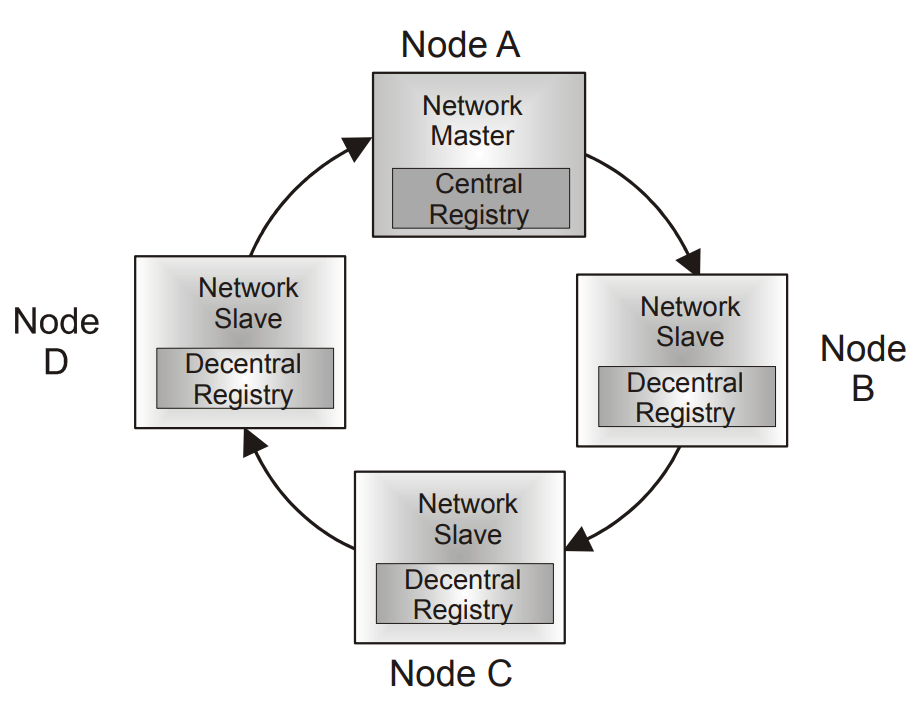 Node A
Network
Master
Central
Registry
Network
Slave
Decentral
Registry
Node
D
Network
Slave
Decentral
Registry
Node
B
Network
Slave
Decentral
Registry
Node C